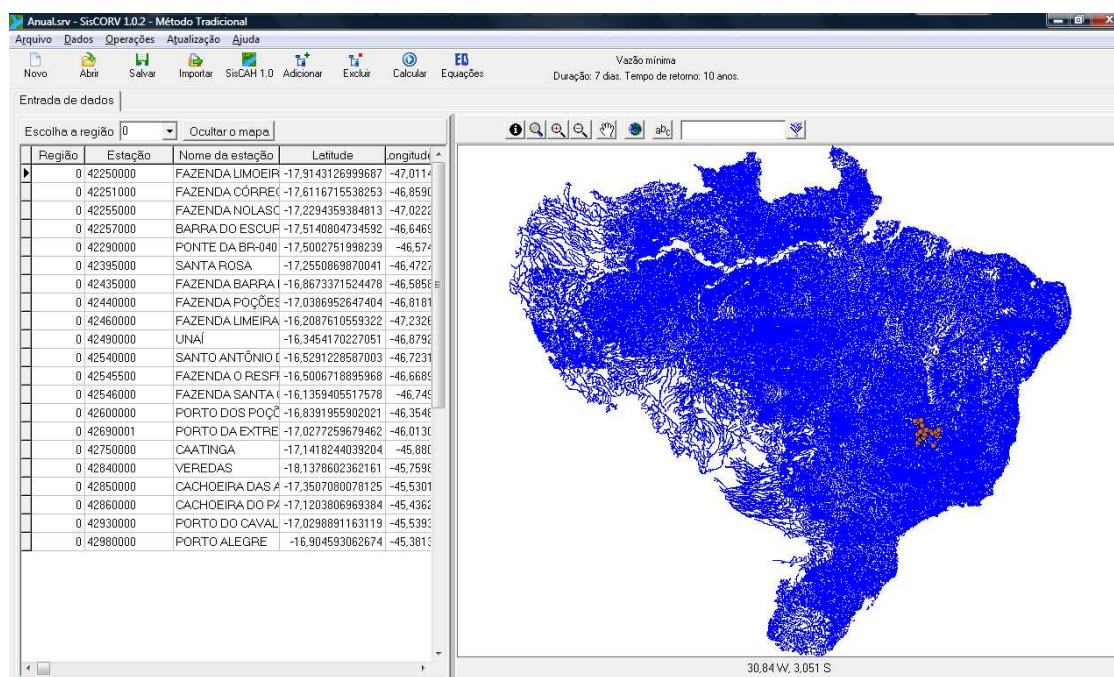 Anual.srv - SisCORV 1.0.2 - Método Tradicional
Arquivo Dados Operações Atualização Ajuda
Novo Abrir Salvar Importar SisCAH 1.0 Adicionar Excluir Calcular Equações
Vazão mínima
Duração: 7 dias. Tempo de retorno: 10 anos.
Entrada de dados
Escolha a região 0 Ocultar o mapa
Região Estação Nome da estação Latitude Longitude
0 42250000 FAZENDA LIMOEIR -17,9143126999687 -47,0114
0 42251000 FAZENDA CÓRRE -17,6116715538253 -46,8590
0 42255000 FAZENDA NOLASC -17,2294359384813 -47,0222
0 42257000 BARRA DO ESCUR -17,5140804734592 -46,6469
0 42290000 PONTE DA BR-040 -17,5002751998239 -46,574
0 42395000 SANTA ROSA -17,2550869870041 -46,4727
0 42435000 FAZENDA BARRA -16,8673371524478 -46,5858
0 42440000 FAZENDA POÇÕES -17,0386952647404 -46,8181
0 42460000 FAZENDA LIMEIRA -16,2087610559322 -47,2326
0 42490000 UNAÍ -16,3454170227051 -46,8792
0 42540000 SANTO ANTÔNIO -16,5291228587003 -46,7231
0 42545500 FAZENDA O RESF -16,5006718895968 -46,6689
0 42546000 FAZENDA SANTA -16,1359405517578 -46,749
0 42600000 PORTO DOS POÇÕ -16,8391955902021 -46,3548
0 42690001 PORTO DA EXTRE -17,0277259679462 -46,0130
0 42750000 CAATINGA -17,1418244039204 -45,880
0 42840000 VEREDAS -18,1378602362161 -45,7598
0 42850000 CACHOEIRA DAS A -17,3507080078125 -45,5301
0 42860000 CACHOEIRA DO PA -17,1203806969384 -45,4362
0 42930000 PORTO DO CAVAL -17,0298891163119 -45,5393
0 42980000 PORTO ALEGRE -16,904593062674 -45,3813
abc
30,84 W, 3,051 S